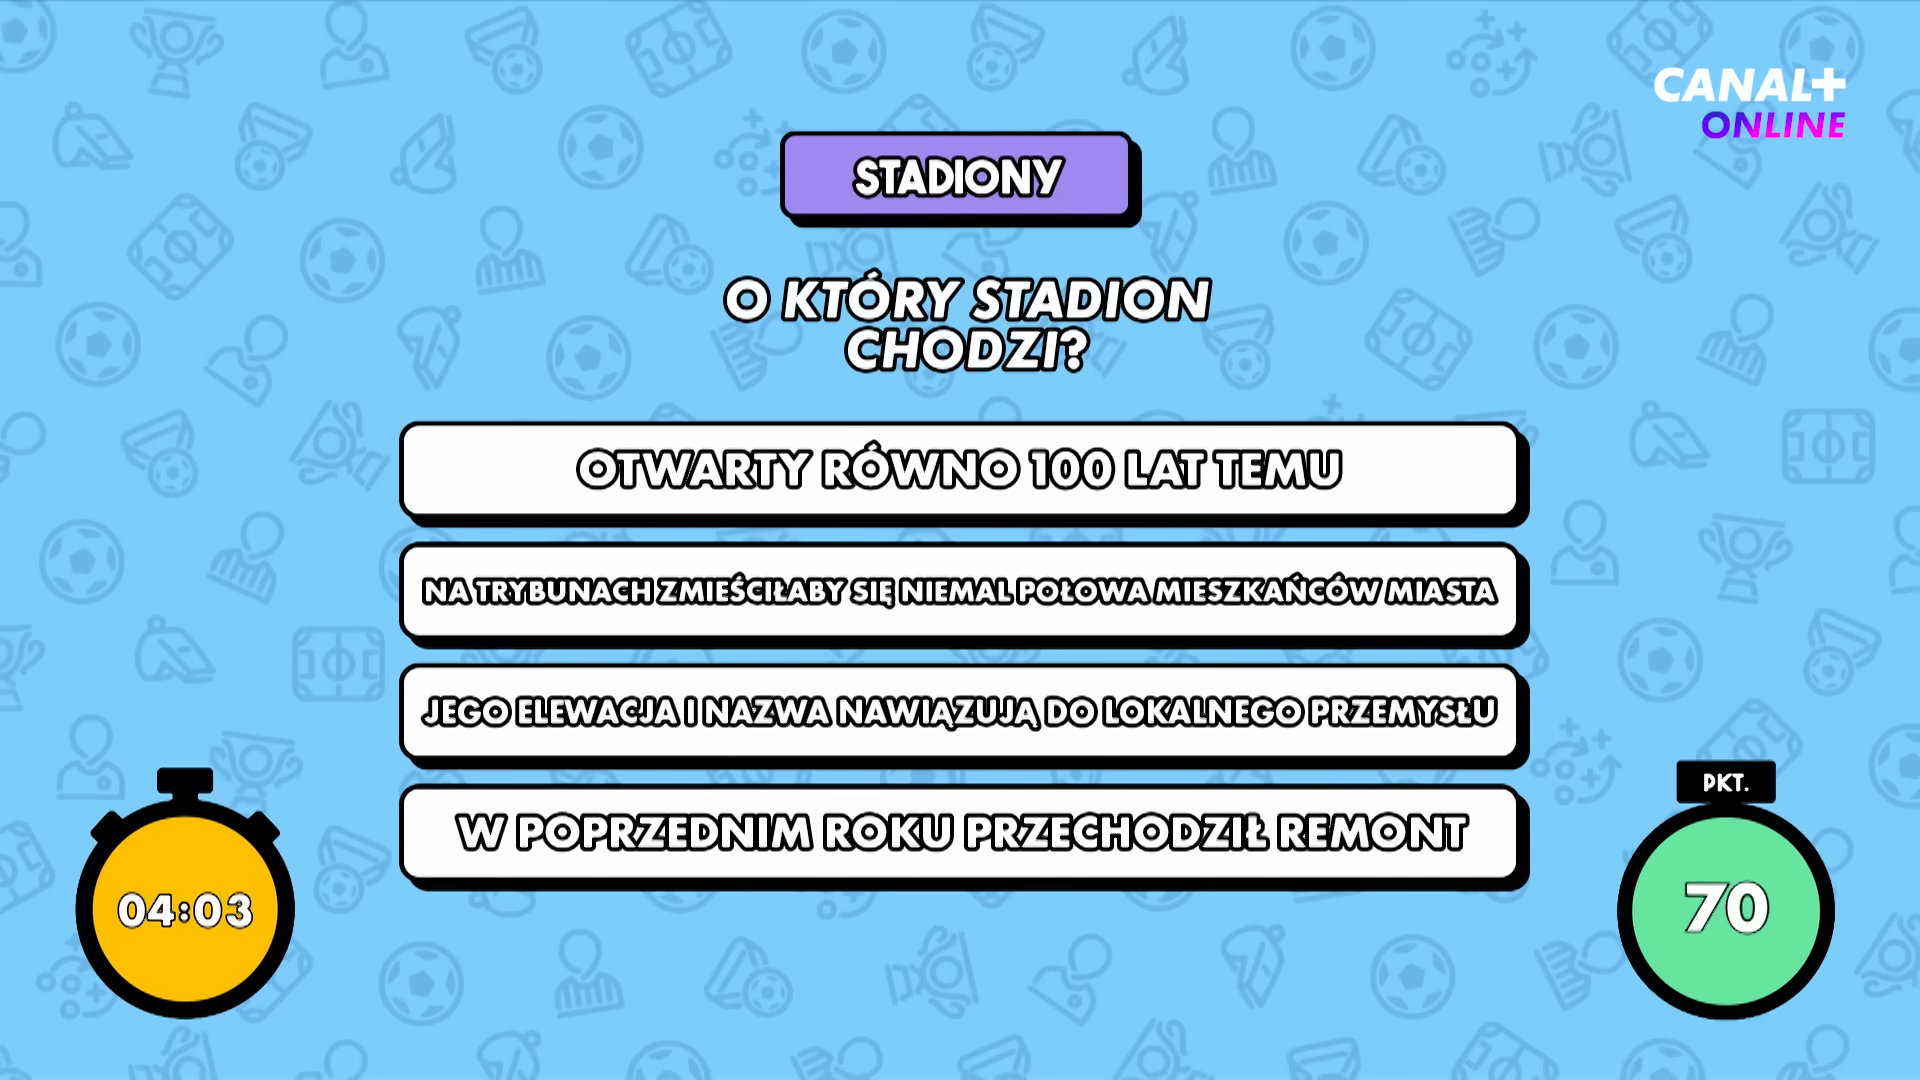 CANAL+
ONLINE
STADIONY
O KTÓRY STADION
CHODZI?
OTWARTY RÓWNO 100 LAT TEMU
NA TRYBUNACH ZMIEŚCIŁABY SIĘ NIEMAL POŁOWA MIESZKAŃCÓW MIASTA
JEGO ELEWACJA I NAZWA NAWIĄZUJĄ DO LOKALNEGO PRZEMYSŁU
W POPRZEDNIM ROKU PRZECHODZIŁ REMONT
04:03
PKT.
70